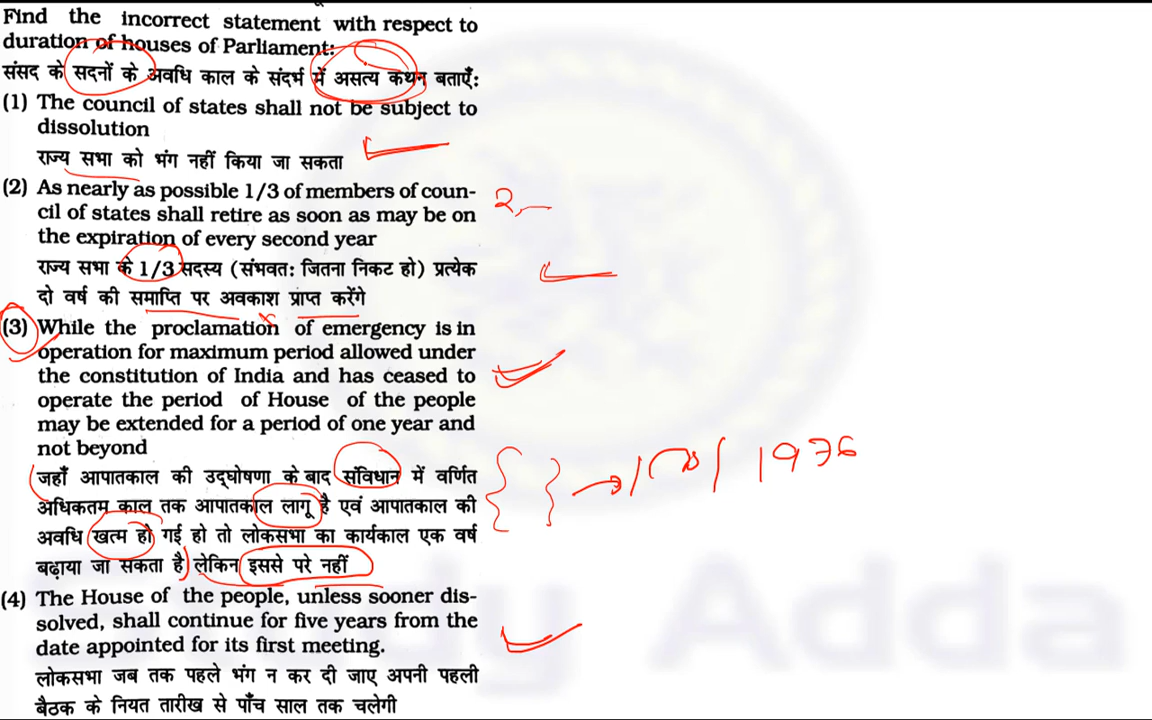 Find the incorrect statement with respect to
duration of houses of Parliament:
संसद के सदनों के अवधि काल के संदर्भ में असत्य कथन बताएँ:
(1) The council of states shall not be subject to
dissolution
राज्य सभा को भंग नहीं किया जा सकता
(2) As nearly as possible 1/3 of members of coun-
cil of states shall retire as soon as may be on
the expiration of every second year
राज्य सभा के 1/3 सदस्य (संभवत: जितना निकट हो) प्रत्येक
दो वर्ष की समाप्ति पर अवकाश प्राप्त करेंगे
(3) While the proclamation of emergency is in
operation for maximum period allowed under
the constitution of India and has ceased to
operate the period of House of the people
may be extended for a period of one year and
not beyond
जहाँ आपातकाल की उद्घोषणा के बाद संविधान में वर्णित
अधिकतम काल तक आपातकाल लागू है एवं आपातकाल की
अवधि खत्म हो गई हो तो लोकसभा का कार्यकाल एक वर्ष
बढ़ाया जा सकता है लेकिन इससे परे नहीं
1976
(4) The House of the people, unless sooner dis-
solved, shall continue for five years from the
date appointed for its first meeting.
लोकसभा जब तक पहले भंग न कर दी जाए अपनी पहली
बैठक के नियत तारीख से पाँच साल तक चलेगी
Study Adda